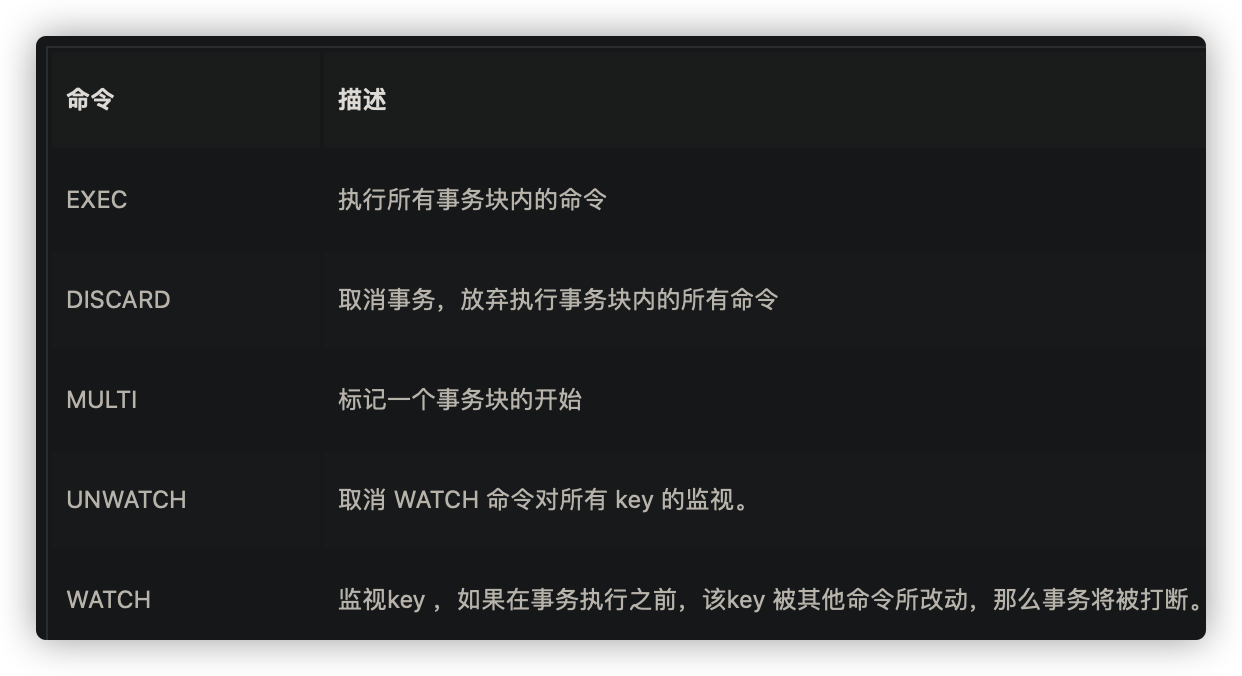 命令 描述
EXEC 执行所有事务块内的命令
DISCARD 取消事务，放弃执行事务块内的所有命令
MULTI 标记一个事务块的开始
UNWATCH 取消 WATCH 命令对所有 key 的监视。
WATCH 监视key ，如果在事务执行之前，该key 被其他命令所改动，那么事务将被打断。